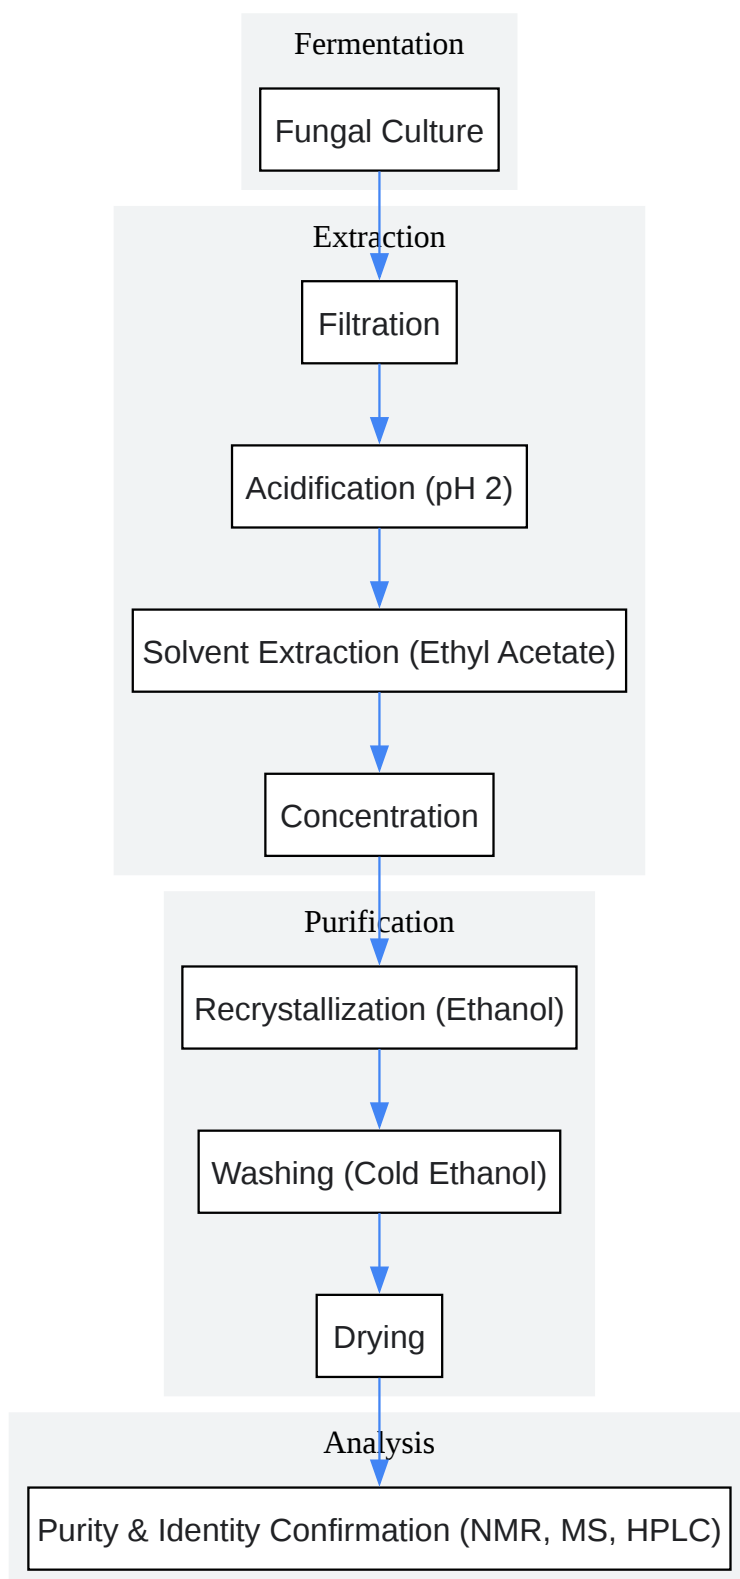 Fermentation
Fungal Culture
Extraction
Filtration
Acidification (pH 2)
Solvent Extraction (Ethyl Acetate)
Concentration
Purification
Recrystallization (Ethanol)
Washing (Cold Ethanol)
Drying
Analysis
Purity & Identity Confirmation (NMR, MS, HPLC)